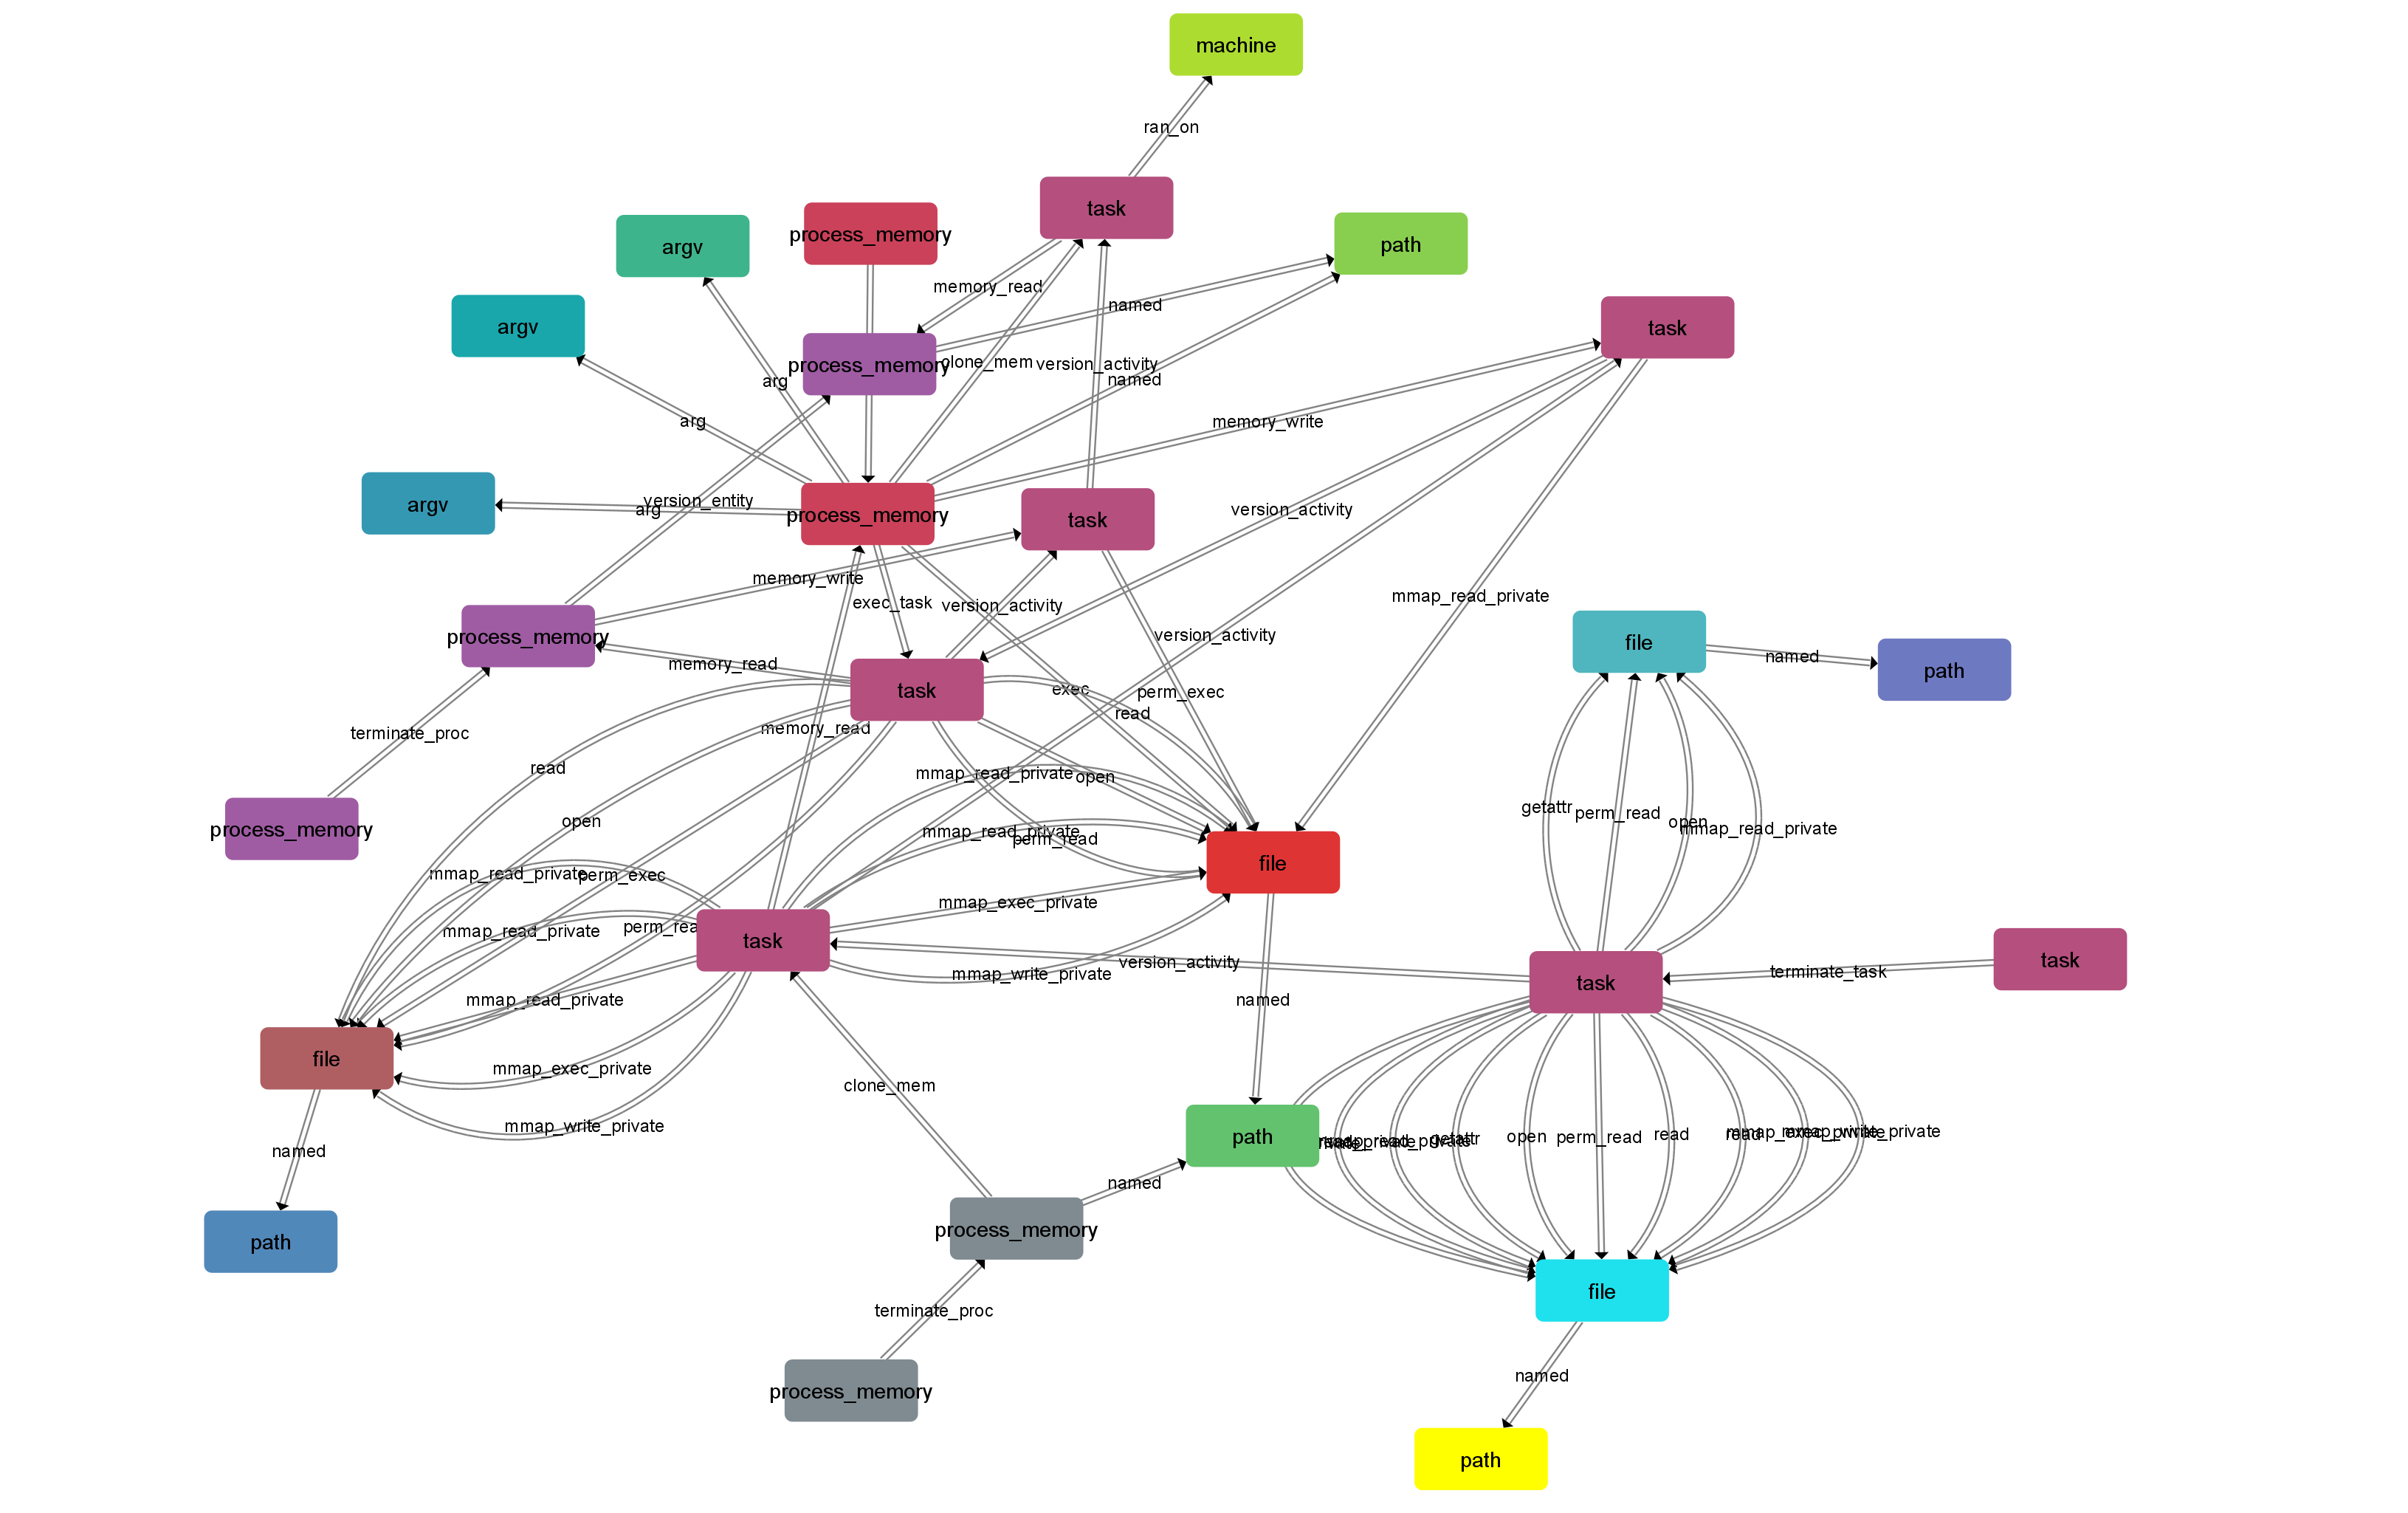 machine
ran_on
task
process_memory
path
argv
memory_read
named
argv
task
process_memory
clone_mem
version_activity
named
arg
arg
memory_write
argv
version_entity
arg
process_memory
task
version_activity
memory_write
exec_task
version_activity
mmap_read_private
process_memory
version_activity
file
named
path
memory_read
task
exec
perm_exec
read
terminate_proc
memory_read
read
mmap_read_private
open
getattr
perm_read
open
mmap_read_private
process_memory
open
mmap_read_private
perm_read
file
mmap_read_private
perm_exec
mmap_exec_private
mmap_read_private
perm_read
task
version_activity
mmap_write_private
task
terminate_task
task
mmap_read_private
named
file
mmap_exec_private
clone_mem
mmap_write_private
path
getattr
open
perm_read
read
read
mmap_exec_private
mmap_write_private
named
named
path
process_memory
terminate_proc
file
process_memory
named
path